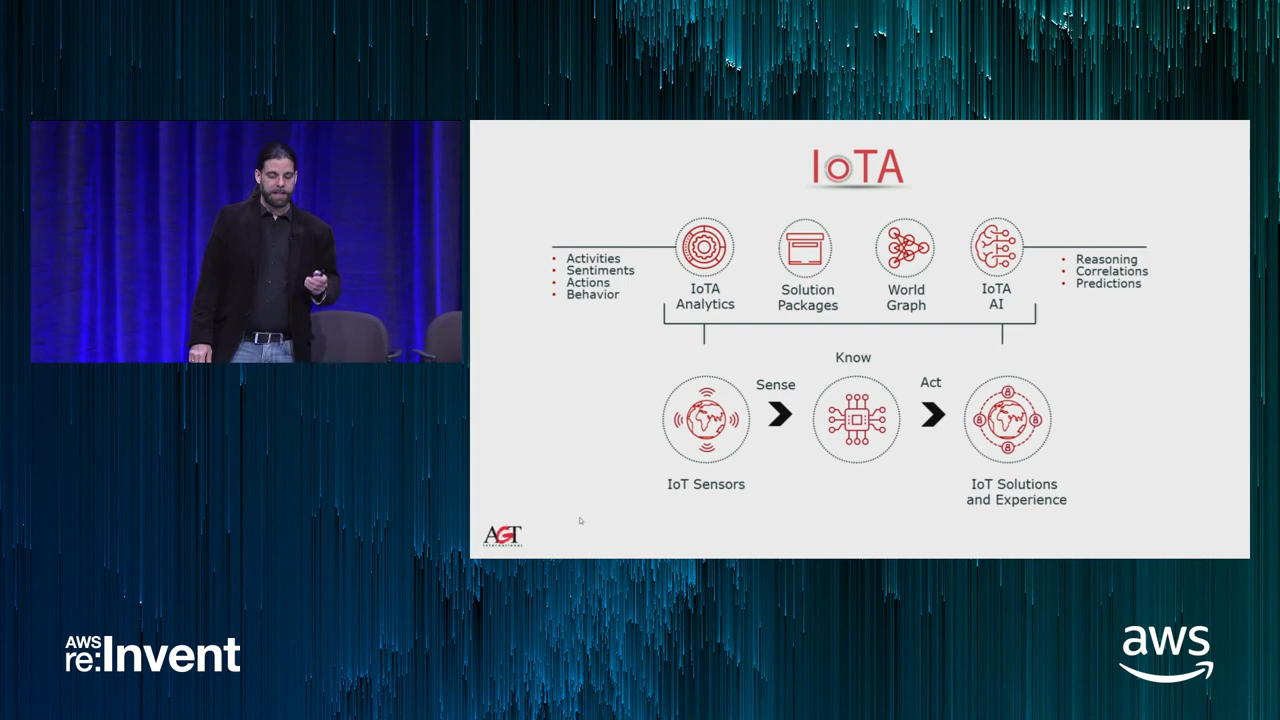 IoTA
Activities
Sentiments
Actions
Behavior
IoTA
Analytics
Solution
Packages
World
Graph
IoTA
AI
Reasoning
Correlations
Predictions
Know
Sense
Act
IoT Sensors
IoT Solutions
and Experience
AGT
international
AWS
re:Invent
aws